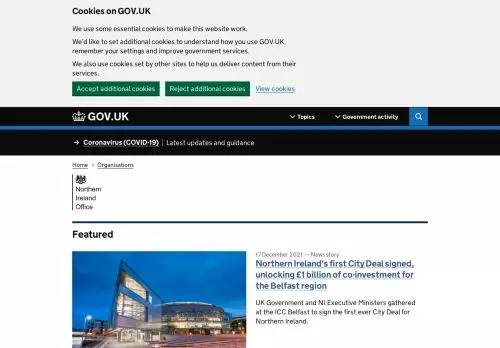 Cookies on GOV.UK
We use some essential cookies to make this website work.
We'd like to set additional cookies to understand how you use GOV.UK,
remember your settings and improve government services.
We also use cookies set by other sites to help us deliver content from their
services.
Accept additional cookies
Reject additional cookies
View cookies
GOV.UK
Topics
Government activity
→ Coronavirus (COVID-19) | Latest updates and guidance
Home > Organisations
Northern
Ireland
Office
Featured
17 December 2021 — News story
Northern Ireland's first City Deal signed,
unlocking £1 billion of co-investment for
the Belfast region
UK Government and NI Executive Ministers gathered
at the ICC Belfast to sign the first ever City Deal for
Northern Ireland.